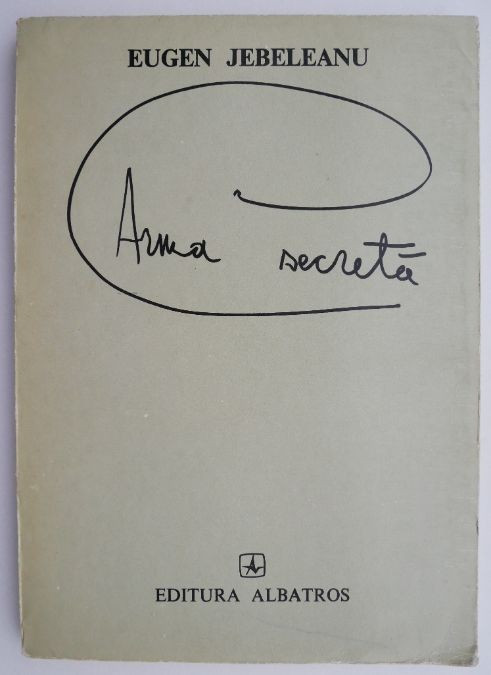 EUGEN JEBELEANU
Arma secretă
EDITURA ALBATROS